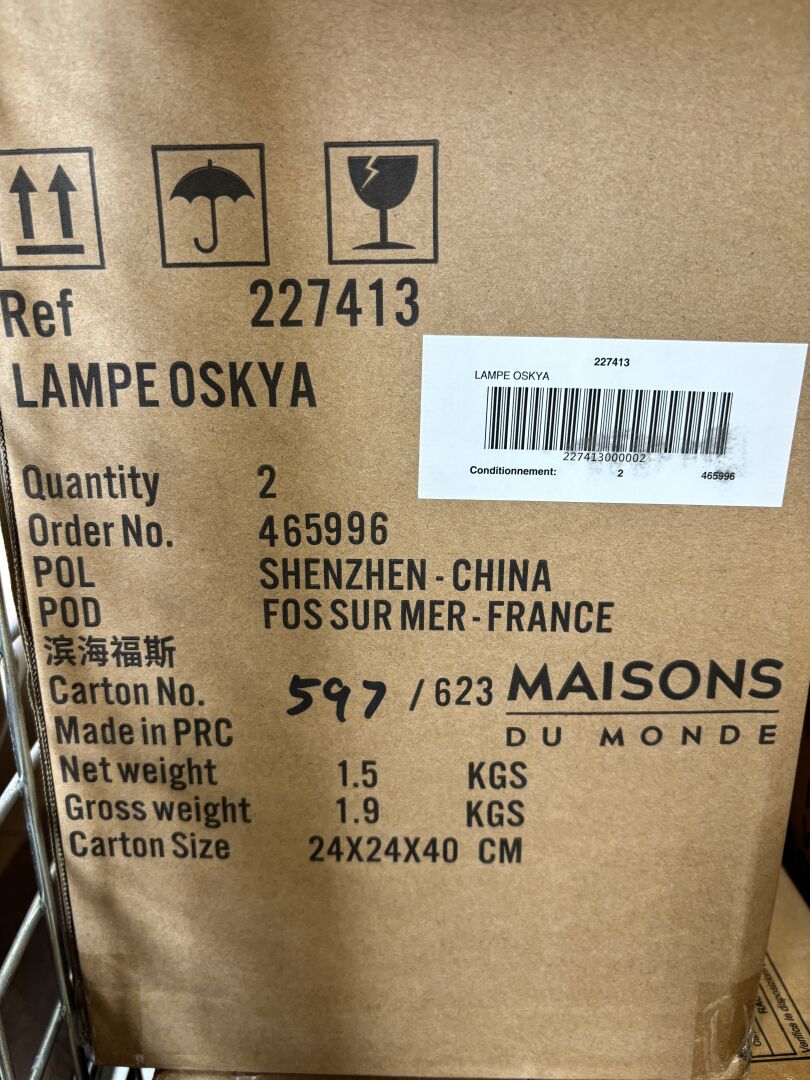 Ref 227413
LAMPE OSKYA
227413
LAMPE OSKYA
227413000002
Conditionnement: 2 465996
Quantity 2
Order No. 465996
POL SHENZHEN - CHINA
POD FOS SUR MER - FRANCE
滨海福斯
Carton No. 597 / 623
MAISONS
DU MONDE
Made in PRC
Net weight 1.5 KGS
Gross weight 1.9 KGS
Carton Size 24X24X40 CM